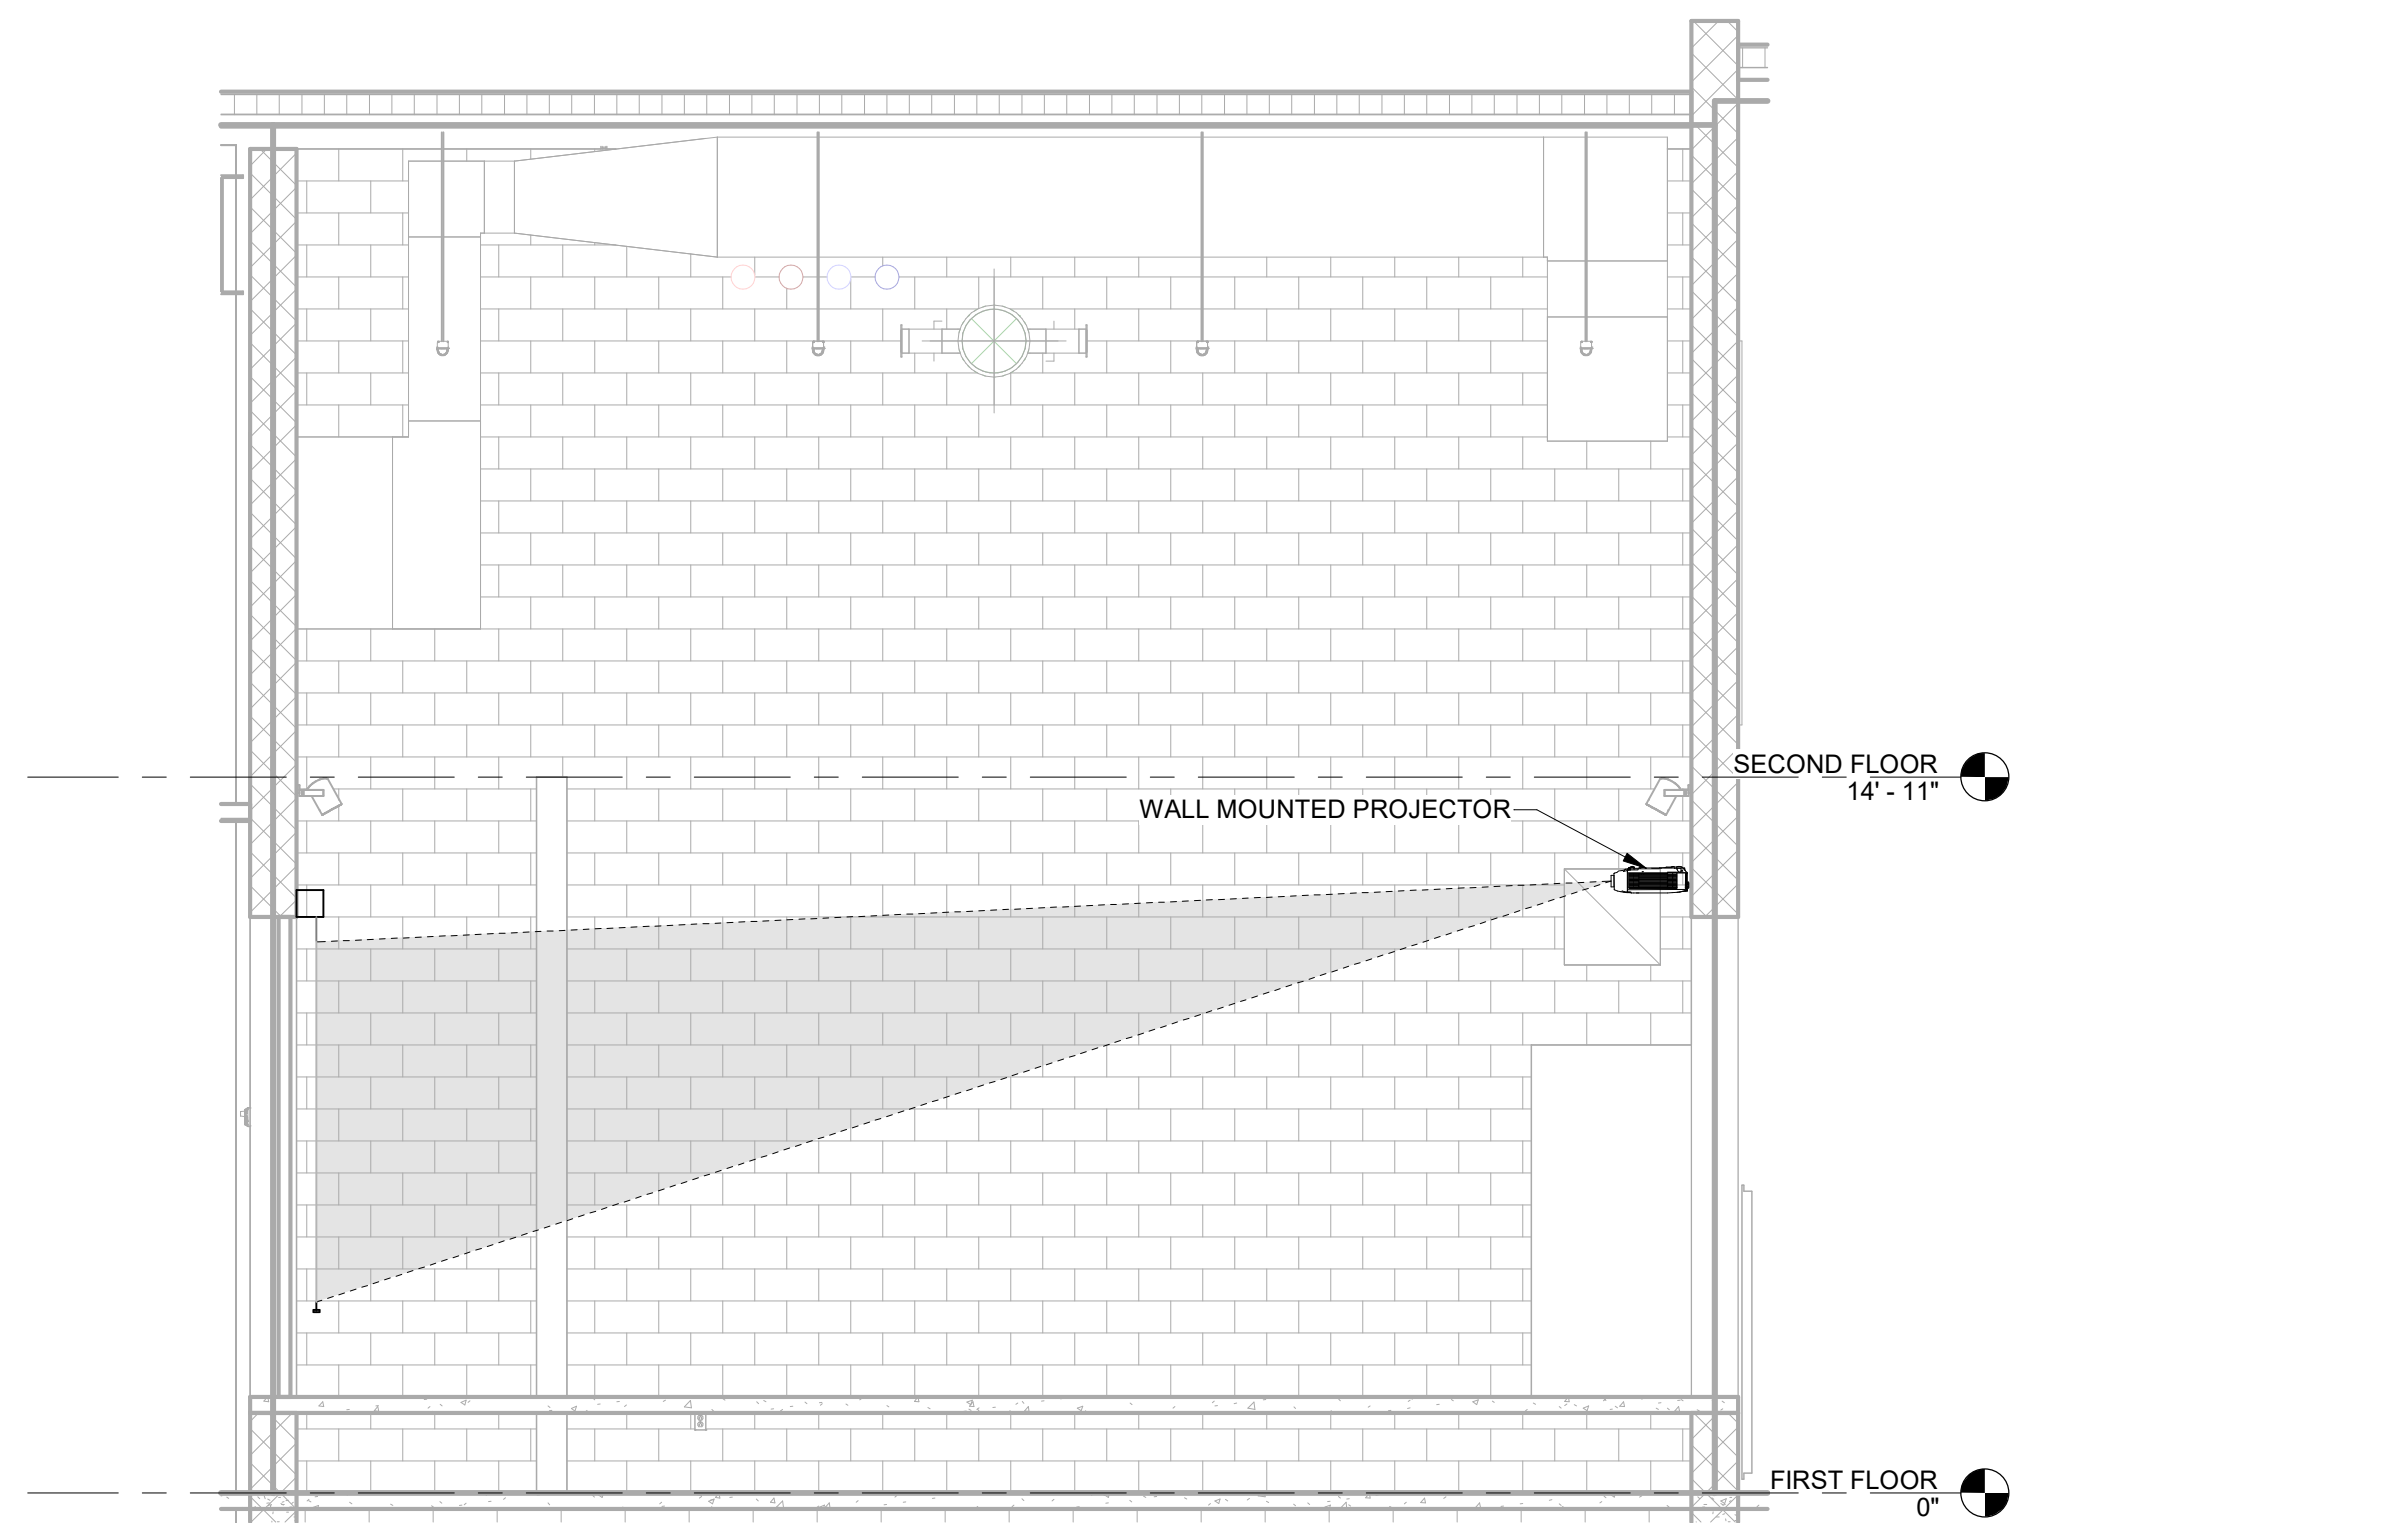 SECOND FLOOR
14' - 11"
WALL MOUNTED PROJECTOR
FIRST FLOOR
0"